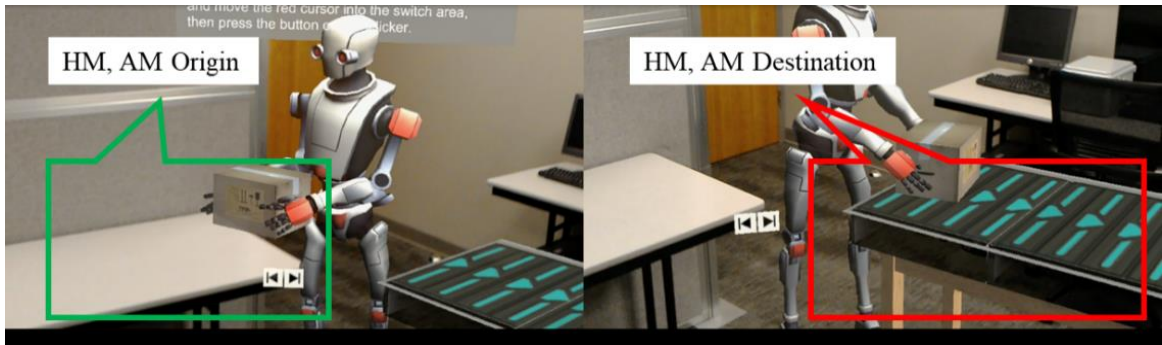 and move the red cursor into the switch area,
then press the button licker.
HM, AM Origin
HM, AM Destination